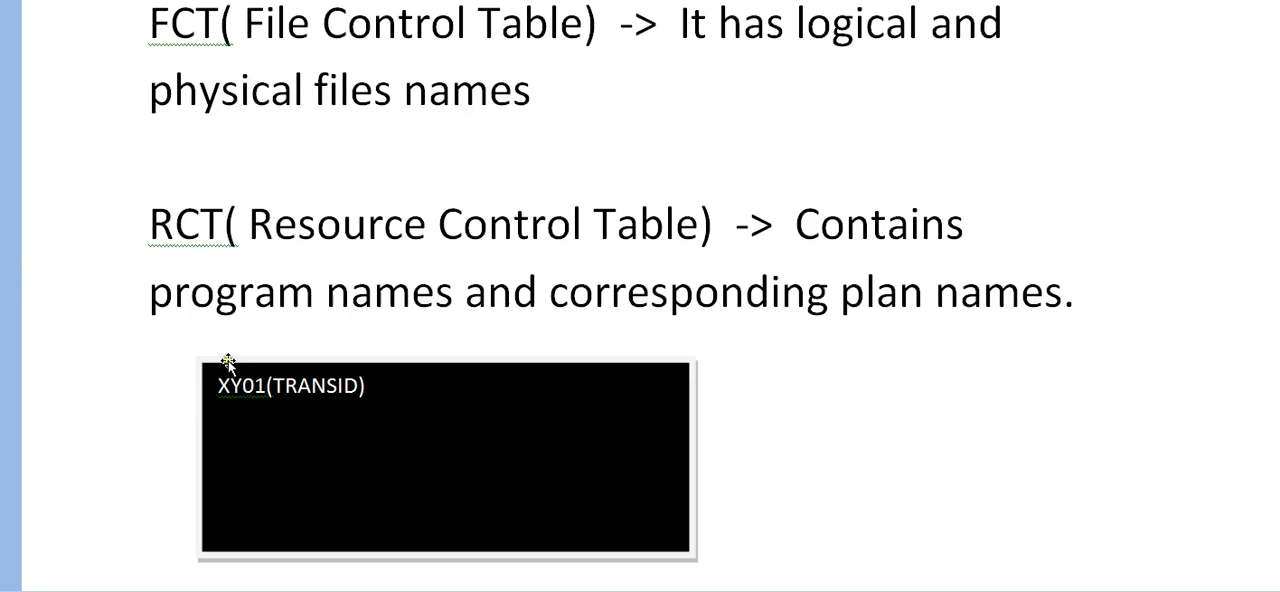 FCT( File Control Table)  ->  It has logical and
physical files names
RCT( Resource Control Table)  ->  Contains
program names and corresponding plan names.
XY01(TRANSID)